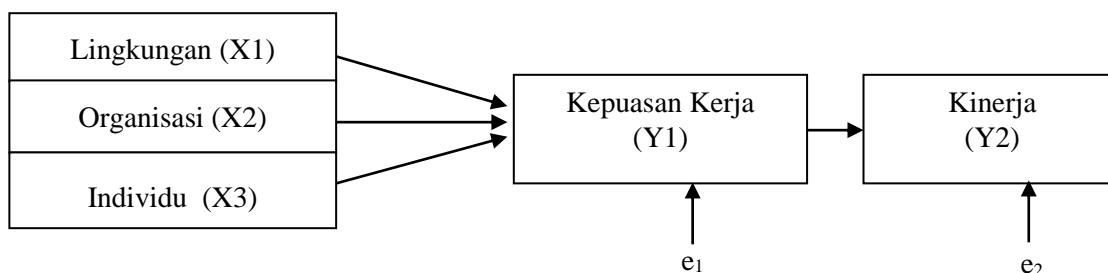 Lingkungan (X1)
Organisasi (X2)
Individu (X3)
Kepuasan Kerja
(Y1)
Kinerja
(Y2)
e₁
e₂